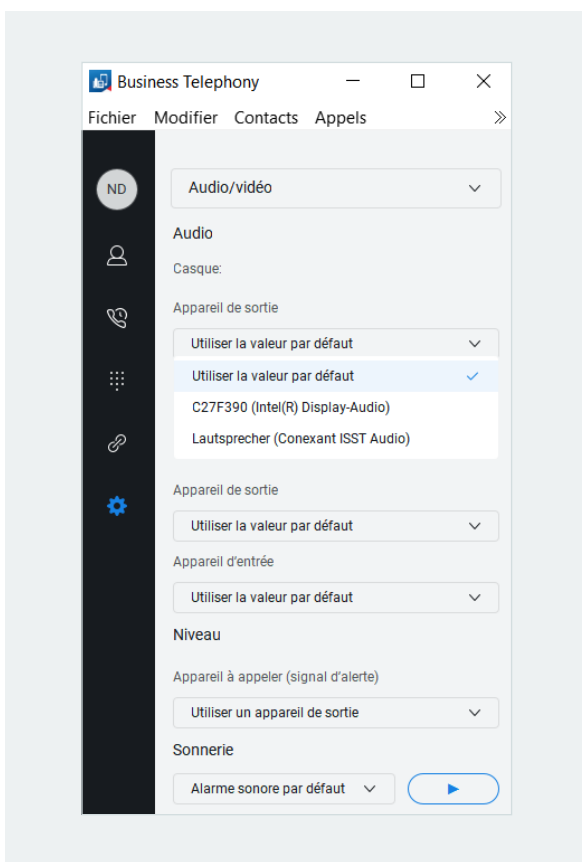 Business Telephony
Fichier Modifier Contacts Appels
ND
Audio/vidéo
Audio
Casque:
Appareil de sortie
Utiliser la valeur par défaut
Utiliser la valeur par défaut
C27F390 (Intel(R) Display-Audio)
Lautsprecher (Conexant ISST Audio)
Appareil de sortie
Utiliser la valeur par défaut
Appareil d'entrée
Utiliser la valeur par défaut
Niveau
Appareil à appeler (signal d'alerte)
Utiliser un appareil de sortie
Sonnerie
Alarme sonore par défaut